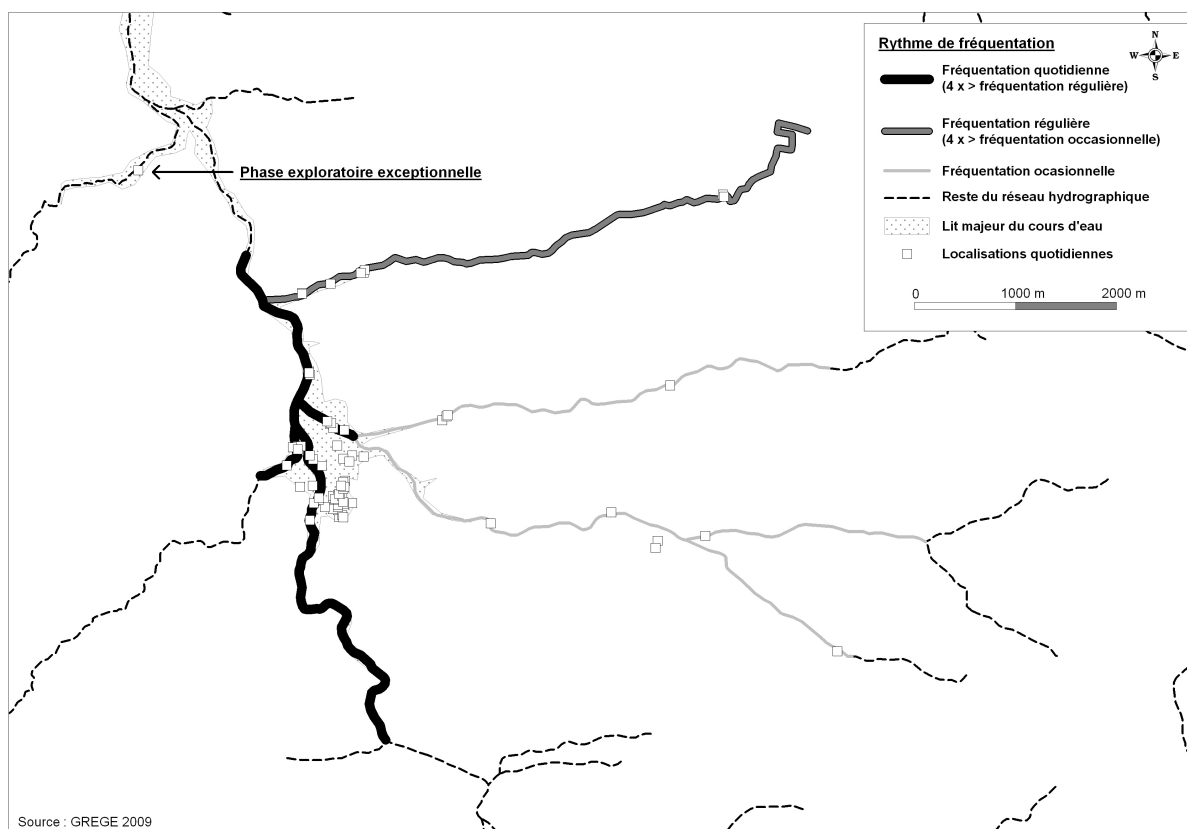 Rythme de fréquentation
N
W E
S
Fréquentation quotidienne
(4 x > fréquentation régulière)
Fréquentation régulière
(4 x > fréquentation occasionnelle)
Fréquentation ocasionnelle
Reste du réseau hydrographique
Lit majeur du cours d'eau
Localisations quotidiennes
0 1000 m 2000 m
Phase exploratoire exceptionnelle
Source : GREGE 2009